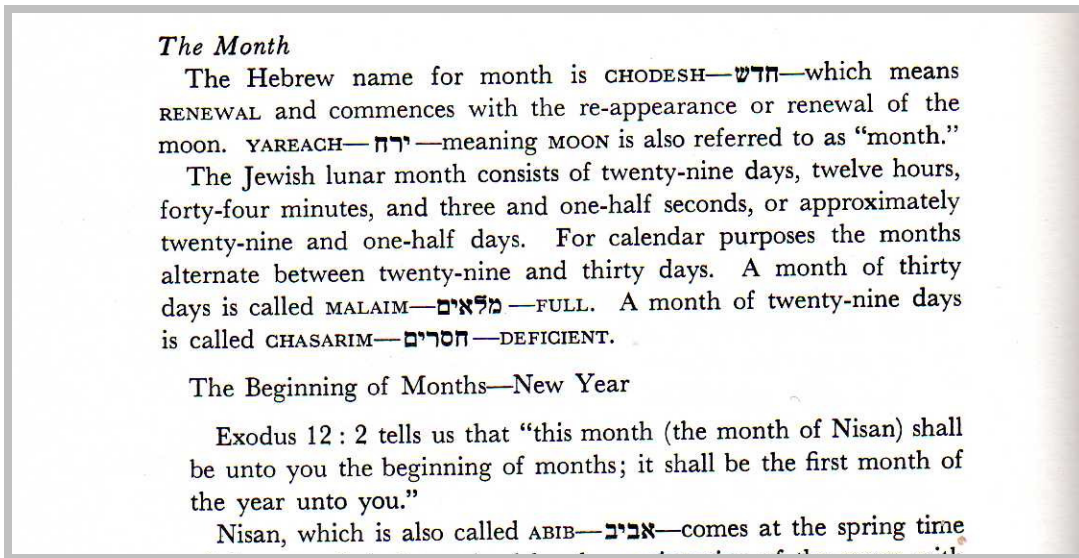 The Month
The Hebrew name for month is CHODESH—חדש—which means
RENEWAL and commences with the re-appearance or renewal of the
moon. YAREACH— ירח —meaning MOON is also referred to as “month.”
The Jewish lunar month consists of twenty-nine days, twelve hours,
forty-four minutes, and three and one-half seconds, or approximately
twenty-nine and one-half days. For calendar purposes the months
alternate between twenty-nine and thirty days. A month of thirty
days is called MALAIM—מלאים —FULL. A month of twenty-nine days
is called CHASARIM—חסרים —DEFICIENT.
The Beginning of Months—New Year
Exodus 12 : 2 tells us that “this month (the month of Nisan) shall
be unto you the beginning of months; it shall be the first month of
the year unto you.”
Nisan, which is also called ABIB—אביב—comes at the spring time